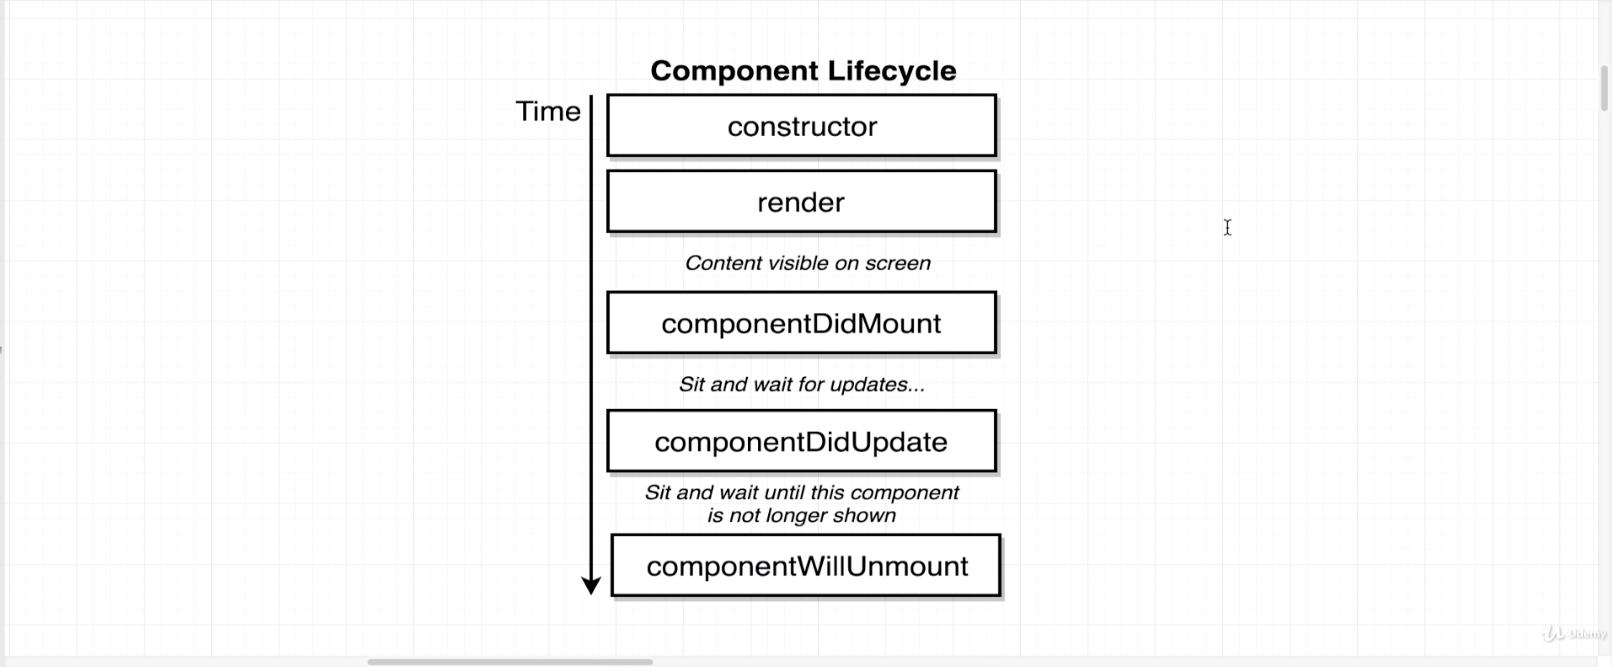 Component Lifecycle
Time
constructor
render
Content visible on screen
componentDidMount
Sit and wait for updates...
componentDidUpdate
Sit and wait until this component
is not longer shown
componentWillUnmount
Udemy